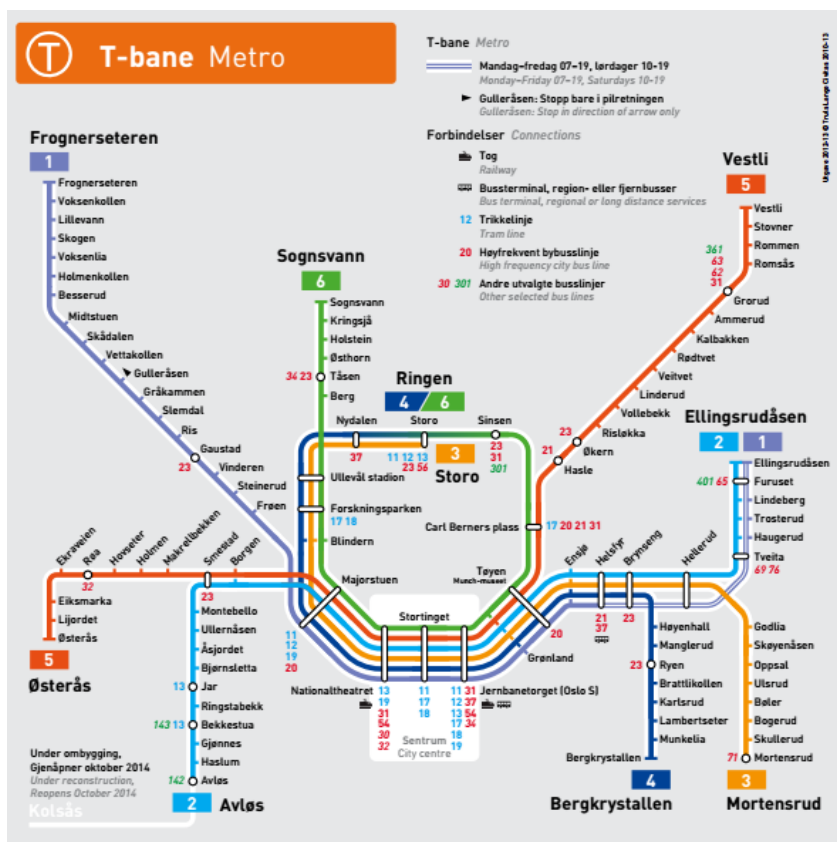 T-bane Metro
T-bane Metro
Mandag–fredag 07–19, lørdager 10-19
Monday–Friday 07–19, Saturdays 10-19
Gulleråsen: Stopp bare i pilretningen
Gulleråsen: Stop in direction of arrow only
Forbindelser Connections
Tog
Railway
Bussterminal, region- eller fjernbusser
Bus terminal, regional or long distance services
12 Trikkelinje
Tram line
20 Høyfrekvent bybusslinje
High frequency city bus line
30 301 Andre utvalgte busslinjer
Other selected bus lines
Frognerseteren
1
Frognerseteren
Voksenkollen
Lillevann
Skogen
Voksenlia
Holmenkollen
Besserud
Midtstuen
Skådalen
Vettakollen
Gulleråsen
Gråkammen
Slemdal
Ris
Gaustad
23
Vinderen
Steinerud
Frøen
Sognsvann
6
Sognsvann
Kringsjå
Holstein
Østhorn
34 23 Tåsen
Berg
Ringen
4 / 6
Nydalen
37
Storo
11 12 13
23 56
Sinsen
23
31
301
3
Storo
Ullevål stadion
Forskningsparken
17 18
Blindern
Vestli
5
Vestli
Stovner
Rommen
Romsås
361
63
62
31
Grorud
Ammerud
Kalbakken
Rødtvet
Veitvet
Linderud
Vollebekk
Risløkka
23
Økern
21
Hasle
Carl Berners plass
17 20 21 31
Ellingsrudåsen
2 1
Ellingsrudåsen
401 65 Furuset
Lindeberg
Trosterud
Haugerud
Tveita
69 76
Ekraveien
Røa
32
Hovseter
Holmen
Makrellbekken
Smestad
23
Borgen
Eiksmarka
Lijordet
Østerås
5
Østerås
Montebello
Ullernåsen
Åsjordet
Bjørnsletta
13 Jar
Ringstabekk
143 13 Bekkestua
Gjønnes
Haslum
142 Avløs
2 Avløs
Under ombygging,
Gjenåpner oktober 2014
Under reconstruction,
Reopens October 2014
Kolsås
Majorstuen
11
12
19
20
Stortinget
Nationaltheatret
13
19
31
54
30
32
11
17
18
Jernbanetorget (Oslo S)
11
12
13
17
18
19
31
37
54
34
Sentrum
City centre
Tøyen
Munch-museet
20
Grønland
Ensjø
Helsfyr
21
37
Brynseng
23
Hellerud
Høyenhall
Manglerud
23 Ryen
Brattlikollen
Karlsrud
Lambertseter
Munkelia
Bergkrystallen
4
Bergkrystallen
Godlia
Skøyenåsen
Oppsal
Ulsrud
Bøler
Bogerud
Skullerud
71 Mortensrud
3
Mortensrud